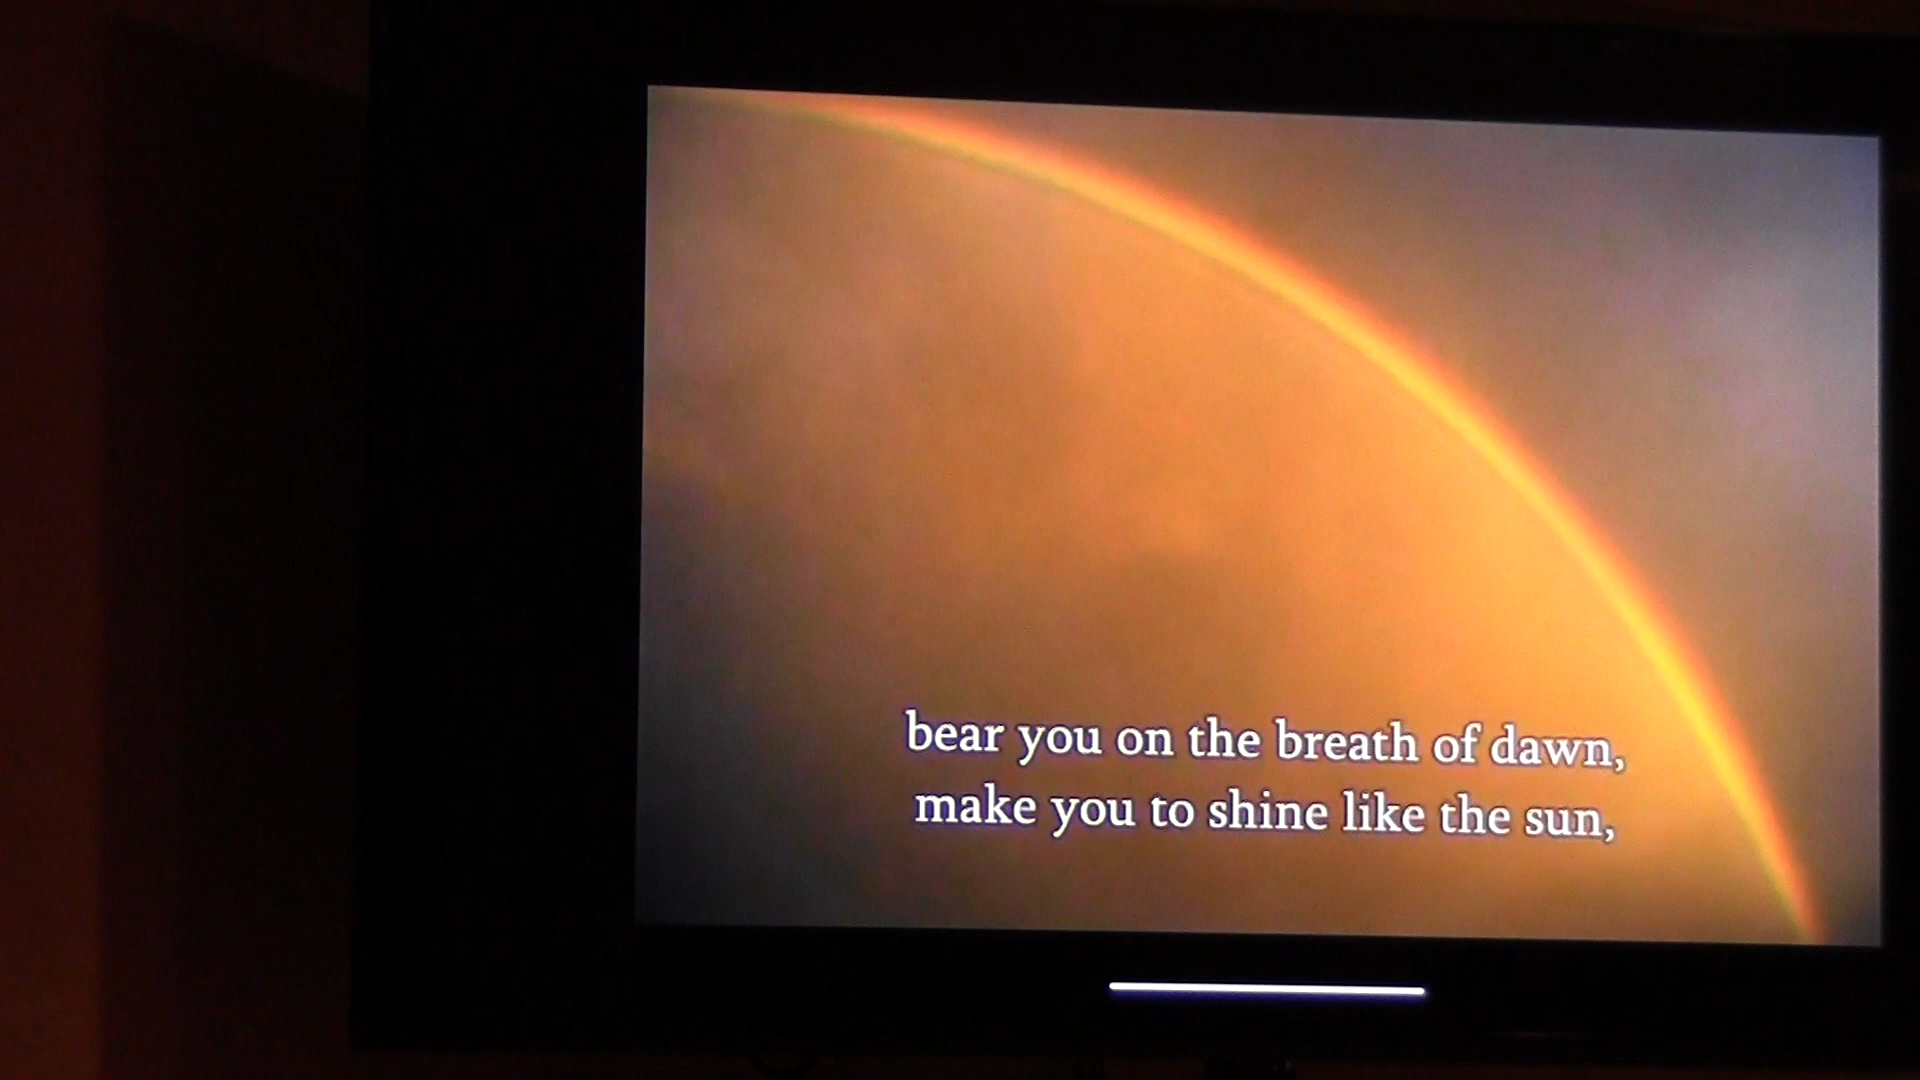 bear you on the breath of dawn,
make you to shine like the sun,